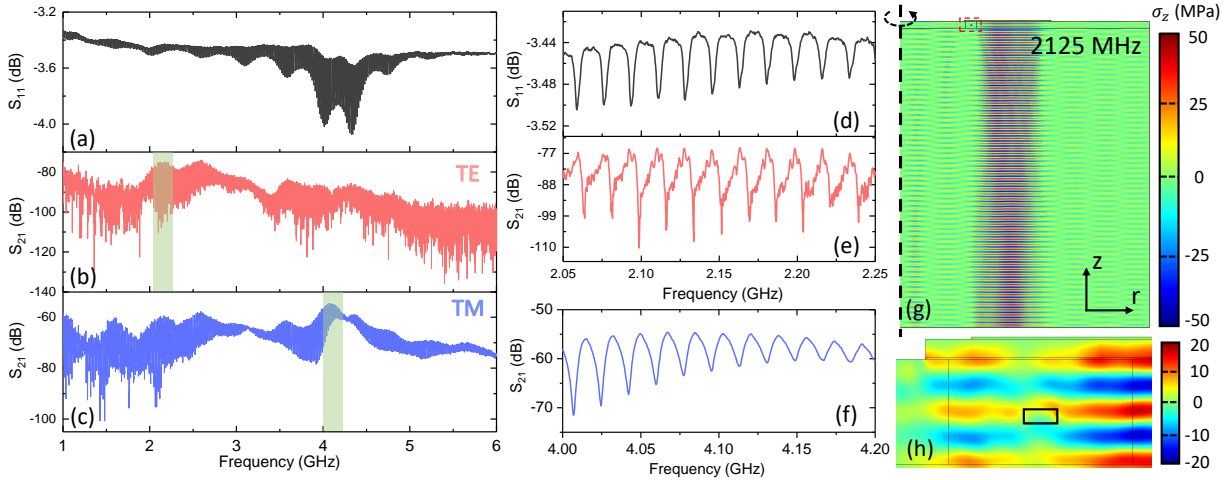 -3.2
-3.6
-4.0
S11 (dB)
(a)
-80
-100
-120
-140
S21 (dB)
TE
(b)
-60
-80
-100
S21 (dB)
TM
(c)
1 2 3 4 5 6
Frequency (GHz)
-3.44
-3.48
-3.52
S11 (dB)
(d)
-77
-88
-99
-110
S21 (dB)
(e)
2.05 2.10 2.15 2.20 2.25
Frequency (GHz)
-50
-60
-70
S21 (dB)
(f)
4.00 4.05 4.10 4.15 4.20
Frequency (GHz)
2125 MHz
z
r
(g)
σz (MPa)
50
25
0
-25
-50
(h)
20
10
0
-10
-20